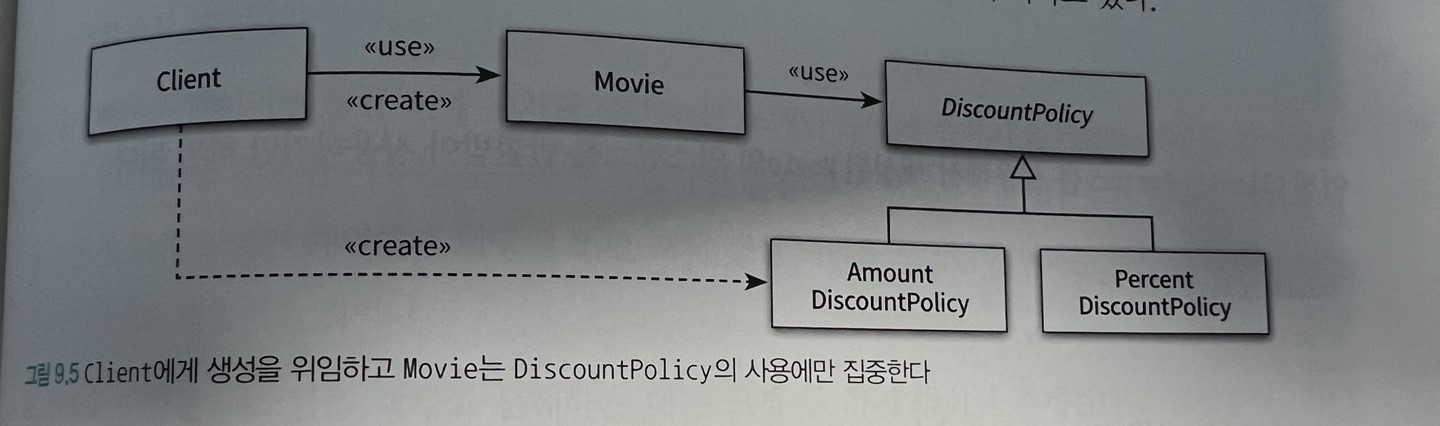 있다.
Client
«use»
«create»
Movie
«use»
DiscountPolicy
«create»
Amount
DiscountPolicy
Percent
DiscountPolicy
그림 9.5 Client에게 생성을 위임하고 Movie는 DiscountPolicy의 사용에만 집중한다